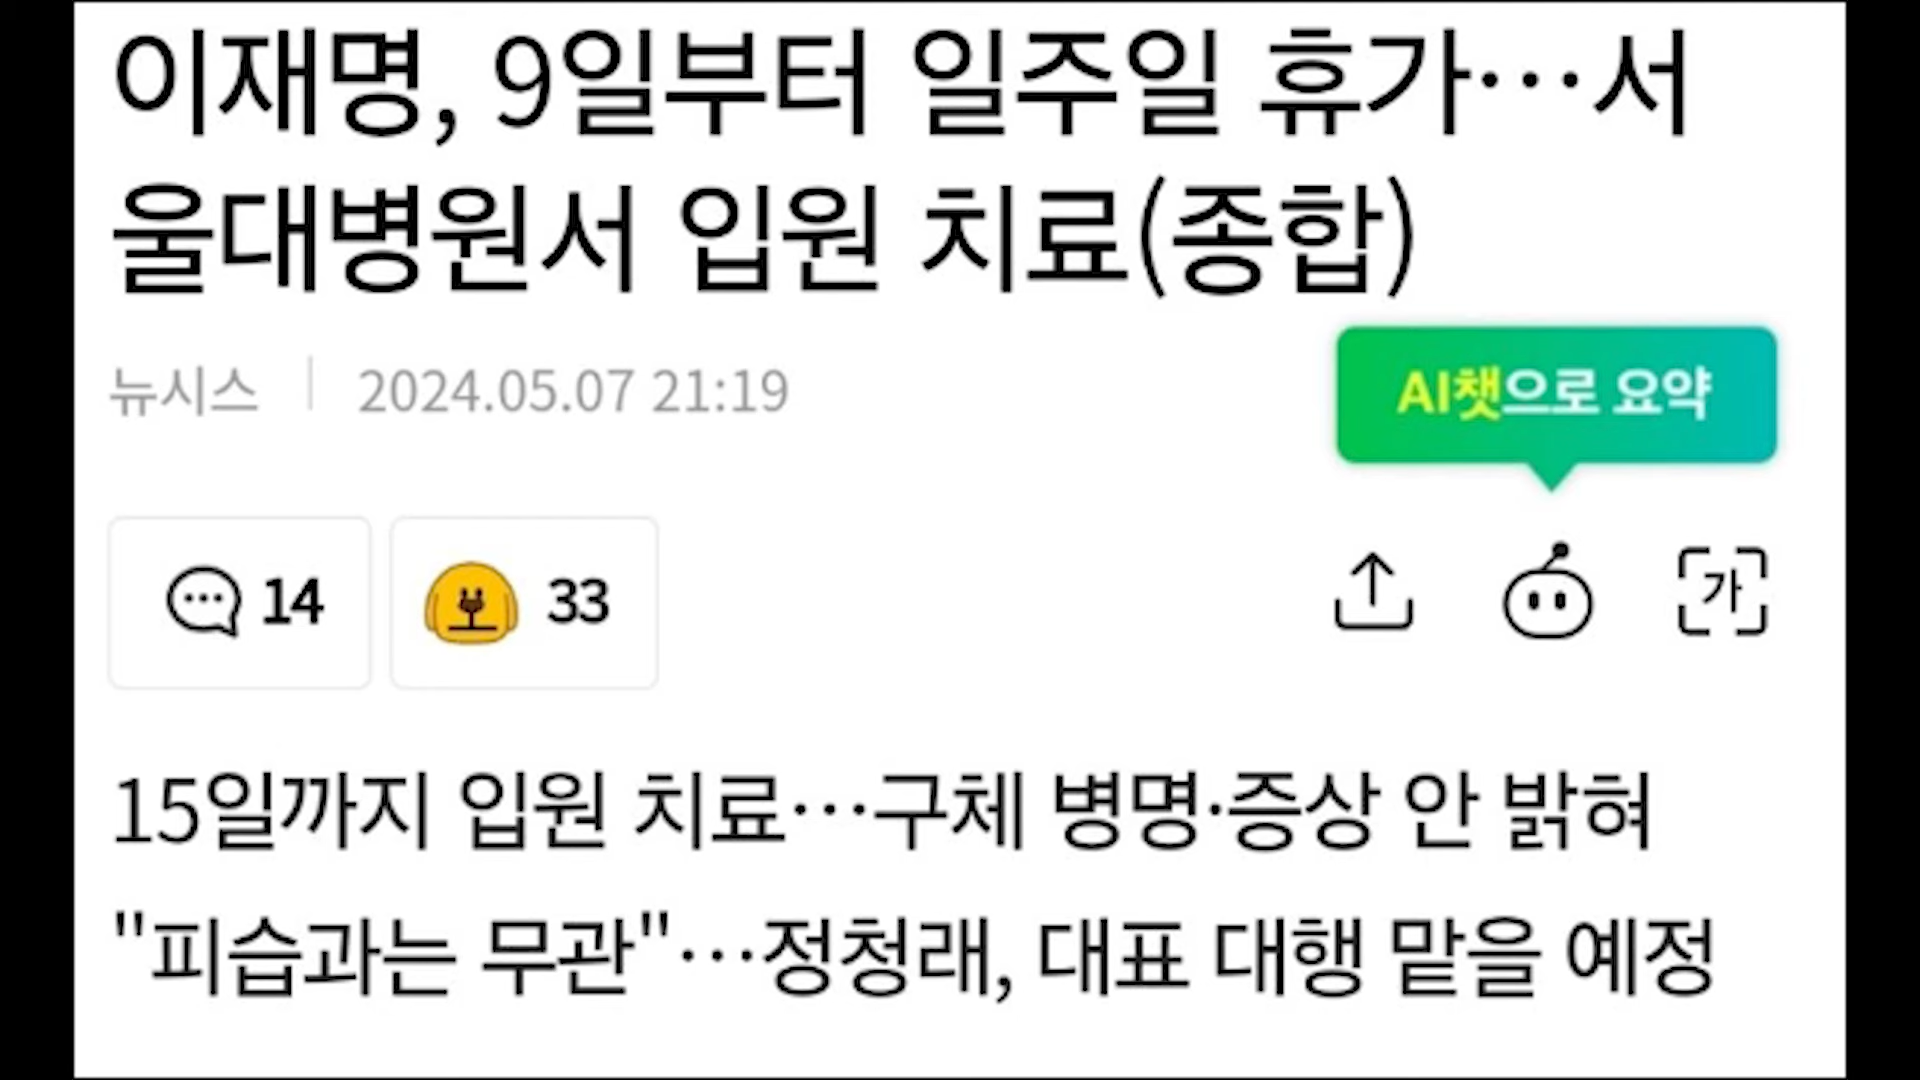 이재명, 9일부터 일주일 휴가…서
울대병원서 입원 치료(종합)
뉴시스 2024.05.07 21:19
AI챗으로 요약
14 33
가
15일까지 입원 치료…구체 병명·증상 안 밝혀
"피습과는 무관"…정청래, 대표 대행 맡을 예정